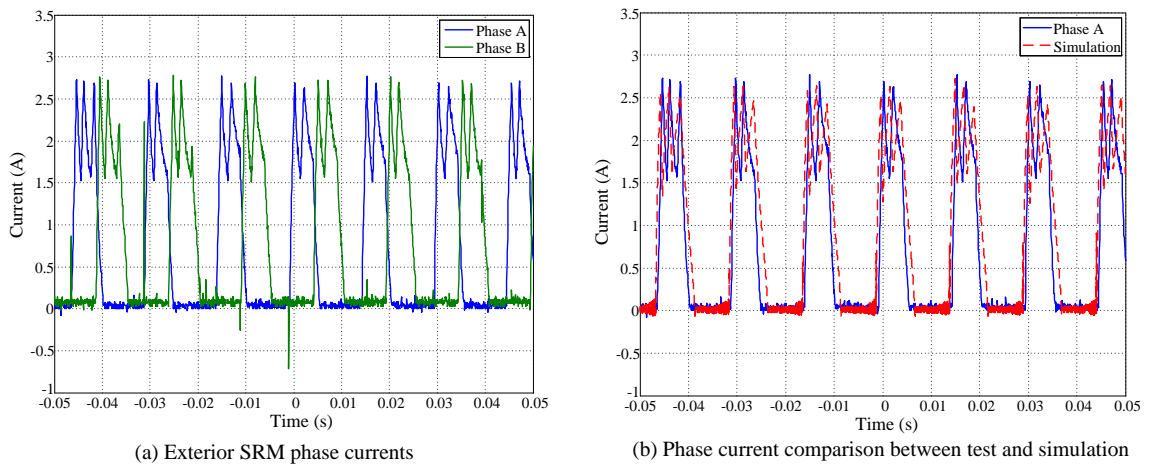 3.5
3
2.5
2
1.5
1
0.5
0
-0.5
-1
Current (A)
-0.05 -0.04 -0.03 -0.02 -0.01 0 0.01 0.02 0.03 0.04 0.05
Time (s)
Phase A
Phase B
(a) Exterior SRM phase currents
3.5
3
2.5
2
1.5
1
0.5
0
-0.5
-1
Current (A)
-0.05 -0.04 -0.03 -0.02 -0.01 0 0.01 0.02 0.03 0.04 0.05
Time (s)
Phase A
Simulation
(b) Phase current comparison between test and simulation